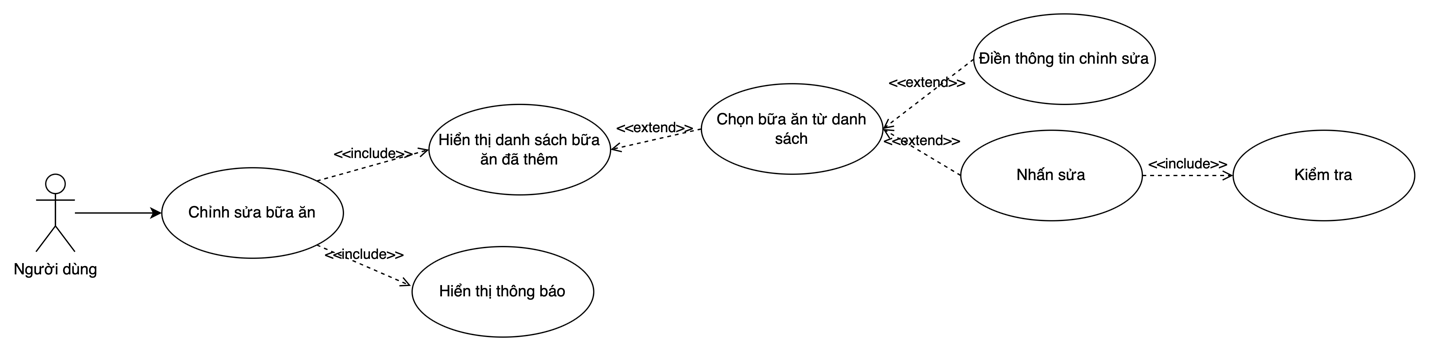 Người dùng
Chỉnh sửa bữa ăn
<<include>>
Hiển thị danh sách bữa
ăn đã thêm
<<include>>
Hiển thị thông báo
<<extend>>
Chọn bữa ăn từ danh
sách
<<extend>>
Điền thông tin chỉnh sửa
<<extend>>
Nhấn sửa
<<include>>
Kiểm tra